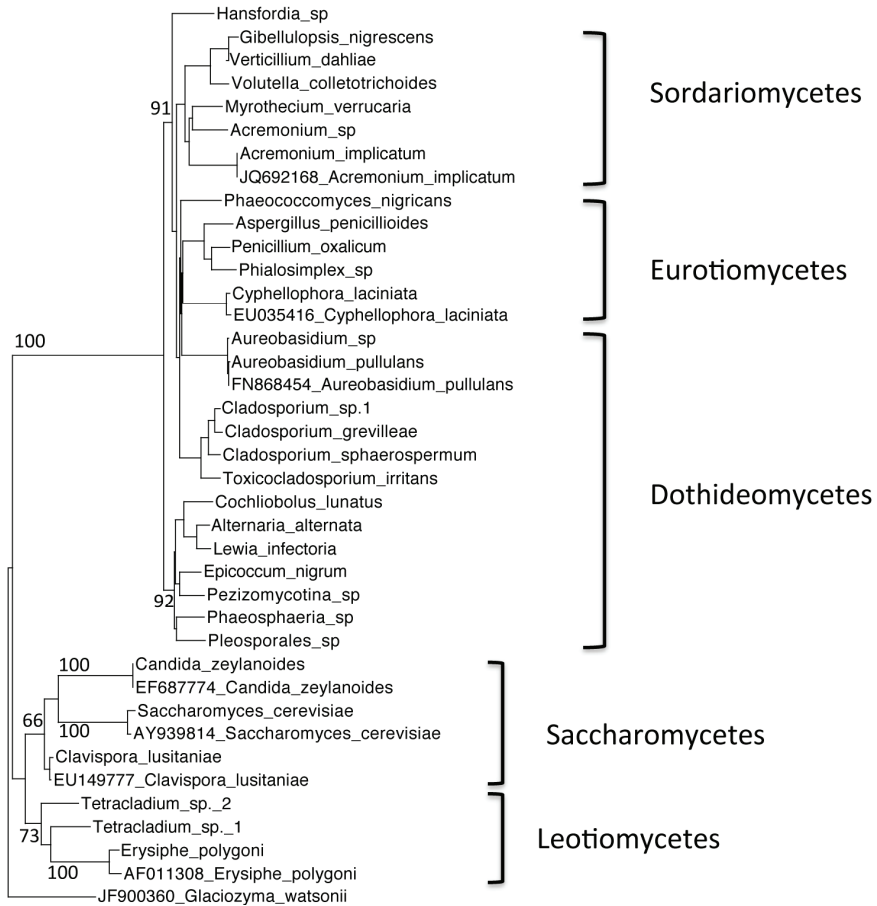 Hansfordia_sp
Gibellulopsis_nigrescens
Verticillium_dahliae
Volutella_colletotrichoides
Sordariomycetes
91
Myrothecium_verrucaria
Acremonium_sp
Acremonium_implicatum
JQ692168_Acremonium_implicatum
Phaeococcomyces_nigricans
Aspergillus_penicillioides
Penicillium_oxalicum
Phialosimplex_sp
Eurotiomycetes
Cyphellophora_laciniata
EU035416_Cyphellophora_laciniata
Aureobasidium_sp
100
Aureobasidium_pullulans
FN868454_Aureobasidium_pullulans
Cladosporium_sp.1
Cladosporium_grevilleae
Cladosporium_sphaerospermum
Toxicocladosporium_irritans
Dothideomycetes
Cochliobolus_lunatus
Alternaria_alternata
Lewia_infectoria
Epicoccum_nigrum
Pezizomycotina_sp
92
Phaeosphaeria_sp
Pleosporales_sp
100
Candida_zeylanoides
EF687774_Candida_zeylanoides
66
Saccharomyces_cerevisiae
100
AY939814_Saccharomyces_cerevisiae
Saccharomycetes
Clavispora_lusitaniae
EU149777_Clavispora_lusitaniae
Tetracladium_sp._2
73
Tetracladium_sp._1
Leotiomycetes
Erysiphe_polygoni
100
AF011308_Erysiphe_polygoni
JF900360_Glaciozyma_watsonii